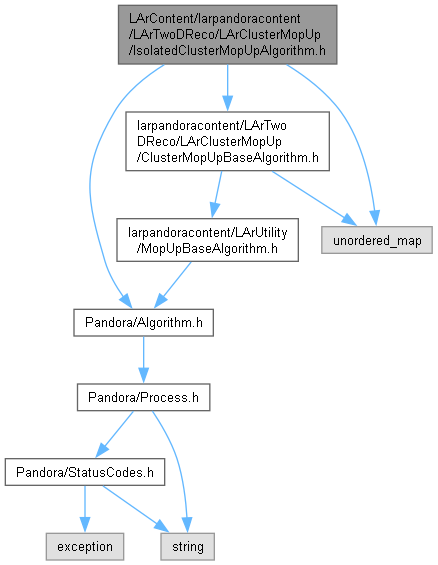 LArContent/larpandoracontent
/LArTwoDReco/LArClusterMopUp
/IsolatedClusterMopUpAlgorithm.h
larpandoracontent/LArTwo
DReco/LArClusterMopUp
/ClusterMopUpBaseAlgorithm.h
larpandoracontent/LArUtility
/MopUpBaseAlgorithm.h
unordered_map
Pandora/Algorithm.h
Pandora/Process.h
Pandora/StatusCodes.h
exception
string